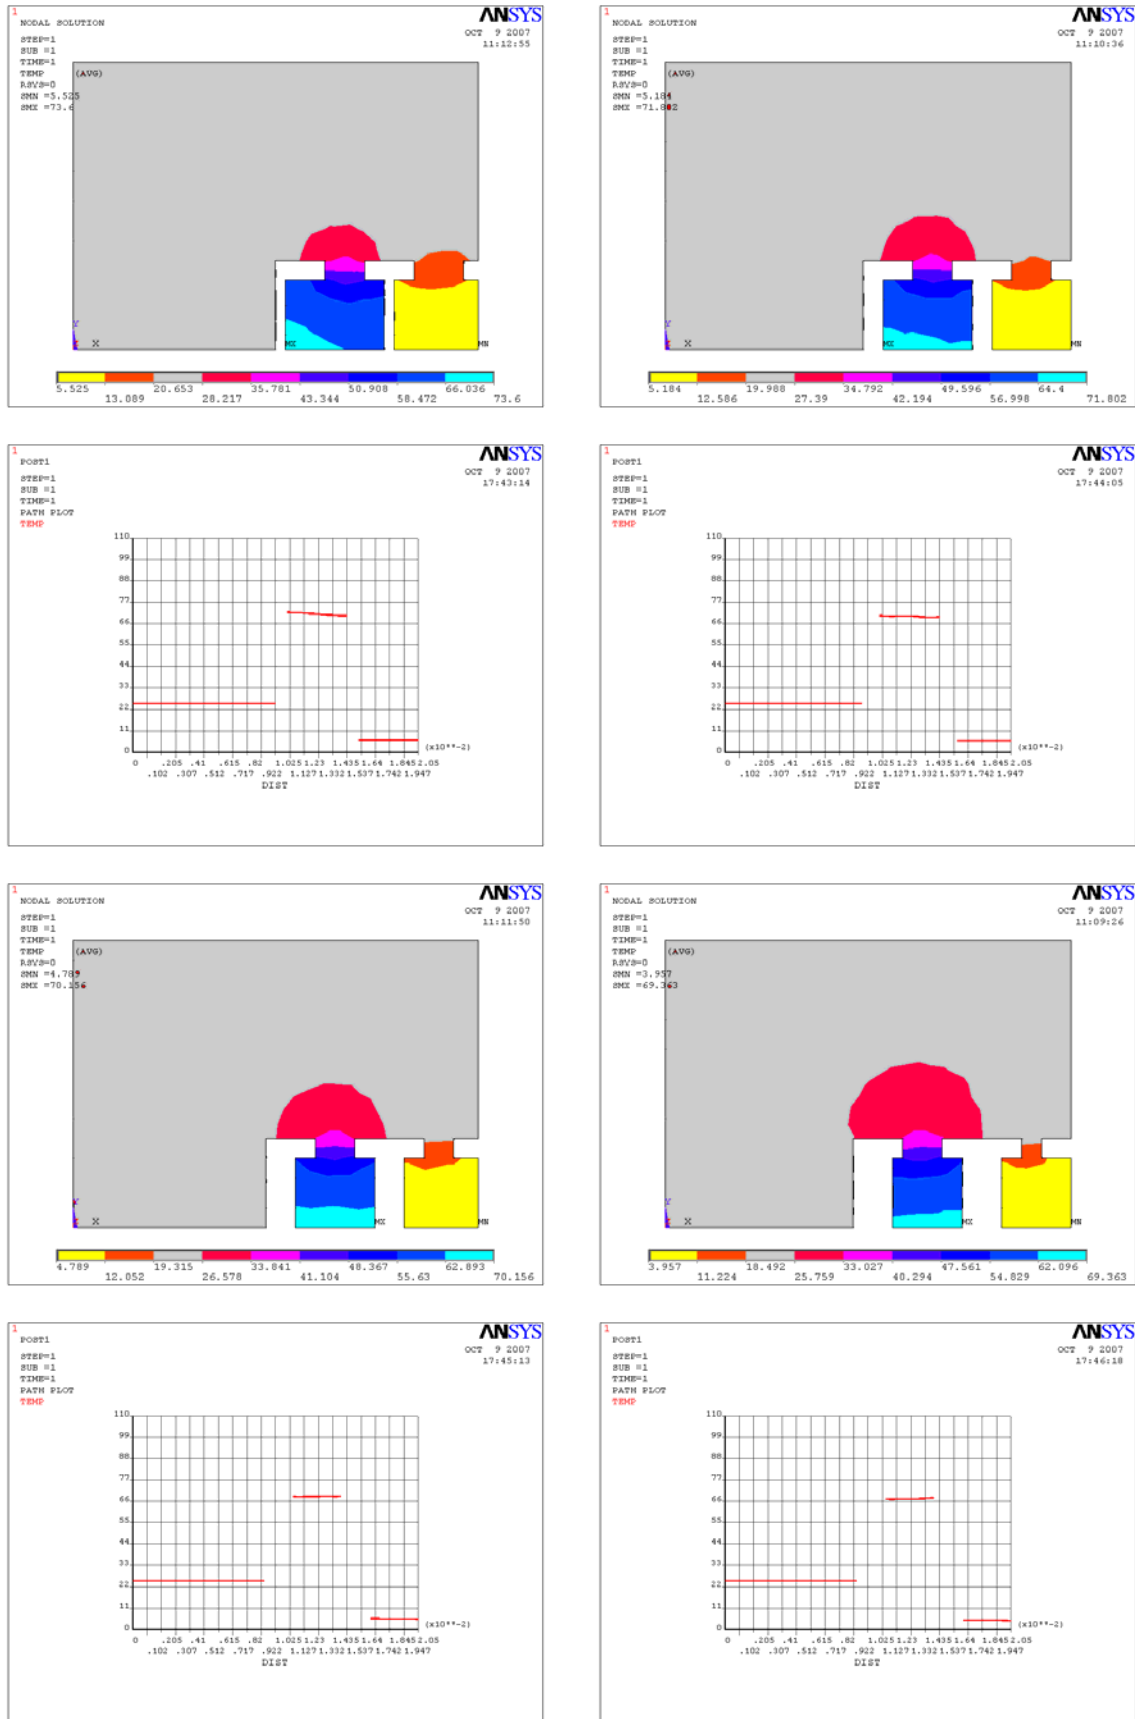 1
ANSYS
NODAL SOLUTION
OCT 9 2007
11:12:55
STEP=1
SUB =1
TIME=1
TEMP (AVG)
RSYS=0
SMN =5.525
SMX =73.6
Y
X
MX
MN
5.525 20.653 35.781 50.908 66.036
13.089 28.217 43.344 58.472 73.6
1
ANSYS
NODAL SOLUTION
OCT 9 2007
11:10:36
STEP=1
SUB =1
TIME=1
TEMP (AVG)
RSYS=0
SMN =5.184
SMX =71.802
X
MX
MN
5.184 19.988 34.792 49.596 64.4
12.586 27.39 42.194 56.998 71.802
1
ANSYS
POST1
OCT 9 2007
17:43:14
STEP=1
SUB =1
TIME=1
PATH PLOT
TEMP
110
99
88
77
66
55
44
33
22
11
0
(x10**-2)
0 .205 .41 .615 .82 1.025 1.23 1.435 1.64 1.845 2.05
.102 .307 .512 .717 .922 1.127 1.332 1.537 1.742 1.947
DIST
1
ANSYS
POST1
OCT 9 2007
17:44:05
STEP=1
SUB =1
TIME=1
PATH PLOT
TEMP
110
99
88
77
66
55
44
33
22
11
0
(x10**-2)
0 .205 .41 .615 .82 1.025 1.23 1.435 1.64 1.845 2.05
.102 .307 .512 .717 .922 1.127 1.332 1.537 1.742 1.947
DIST
1
ANSYS
NODAL SOLUTION
OCT 9 2007
11:11:50
STEP=1
SUB =1
TIME=1
TEMP (AVG)
RSYS=0
SMN =4.789
SMX =70.156
Y
X
MX
MN
4.789 19.315 33.841 48.367 62.893
12.052 26.578 41.104 55.63 70.156
1
ANSYS
NODAL SOLUTION
OCT 9 2007
11:09:26
STEP=1
SUB =1
TIME=1
TEMP (AVG)
RSYS=0
SMN =3.957
SMX =69.363
Y
X
MX
MN
3.957 18.492 33.027 47.561 62.096
11.224 25.759 40.294 54.829 69.363
1
ANSYS
POST1
OCT 9 2007
17:45:13
STEP=1
SUB =1
TIME=1
PATH PLOT
TEMP
110
99
88
77
66
55
44
33
22
11
0
(x10**-2)
0 .205 .41 .615 .82 1.025 1.23 1.435 1.64 1.845 2.05
.102 .307 .512 .717 .922 1.127 1.332 1.537 1.742 1.947
DIST
1
ANSYS
POST1
OCT 9 2007
17:46:18
STEP=1
SUB =1
TIME=1
PATH PLOT
TEMP
110
99
88
77
66
55
44
33
22
11
0
(x10**-2)
0 .205 .41 .615 .82 1.025 1.23 1.435 1.64 1.845 2.05
.102 .307 .512 .717 .922 1.127 1.332 1.537 1.742 1.947
DIST